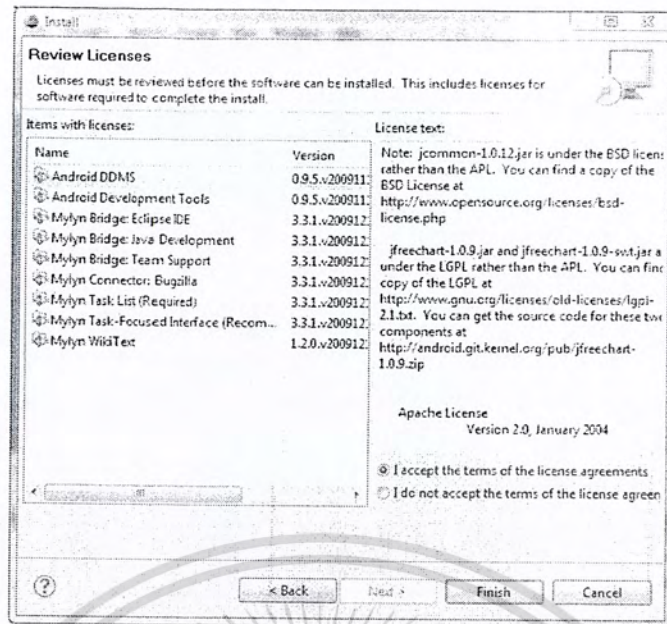 Install
Review Licenses
Licenses must be reviewed before the software can be installed. This includes licenses for
software required to complete the install.
Items with licenses:
Name Version
Android DDMS 0.9.5.v200911
Android Development Tools 0.9.5.v200911
Mylyn Bridge: Eclipse IDE 3.3.1.v200912
Mylyn Bridge: Java Development 3.3.1.v200912
Mylyn Bridge: Team Support 3.3.1.v200912
Mylyn Connector: Bugzilla 3.3.1.v200912
Mylyn Task List (Required) 3.3.1.v200912
Mylyn Task-Focused Interface (Recom... 3.3.1.v200912
Mylyn WikiText 1.2.0.v200912
License text:
Note: jcommon-1.0.12.jar is under the BSD licens
rather than the APL. You can find a copy of the
BSD License at
http://www.opensource.org/licenses/bsd-
license.php
jfreechart-1.0.9.jar and jfreechart-1.0.9-swt.jar a
under the LGPL rather than the APL. You can find
copy of the LGPL at
http://www.gnu.org/licenses/old-licenses/lgpl-
2.1.txt. You can get the source code for these two
components at
http://android.git.kernel.org/pub/jfreechart-
1.0.9.zip
Apache License
Version 2.0, January 2004
I accept the terms of the license agreements
I do not accept the terms of the license agreen
? < Back Next > Finish Cancel